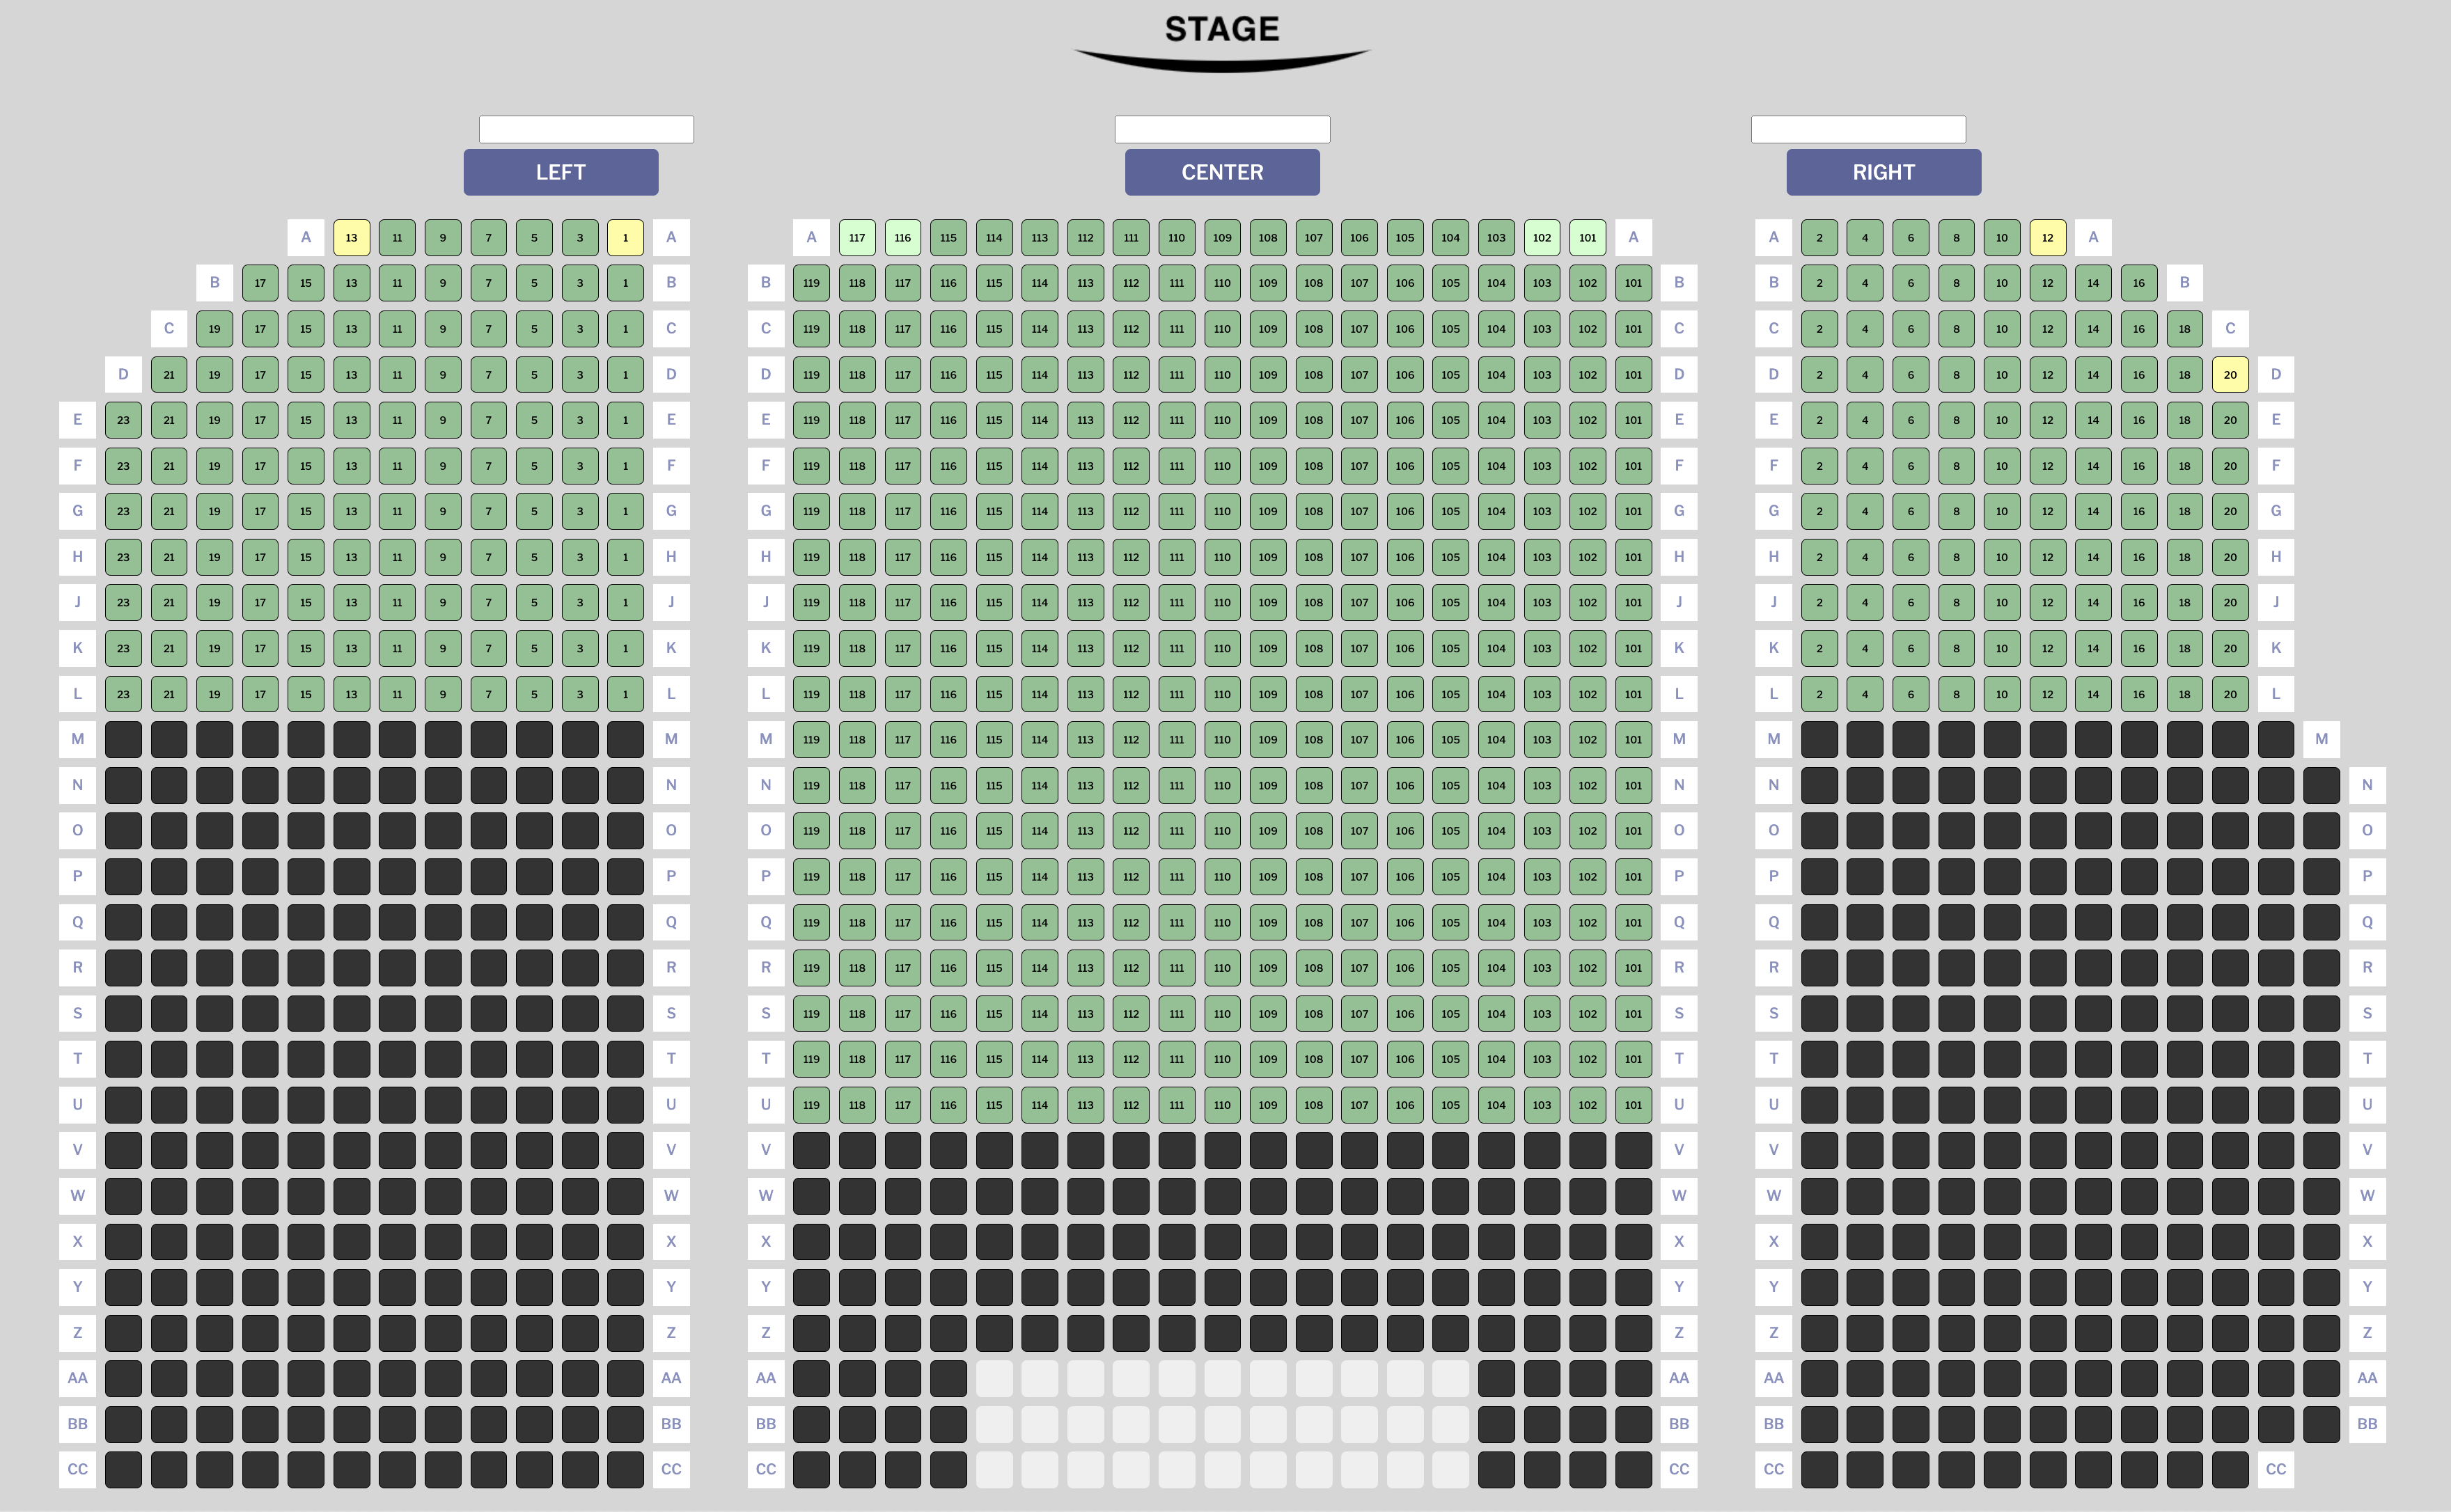 STAGE
LEFT CENTER RIGHT
A 13 11 9 7 5 3 1 A A 117 116 115 114 113 112 111 110 109 108 107 106 105 104 103 102 101 A A 2 4 6 8 10 12 A
B 17 15 13 11 9 7 5 3 1 B B 119 118 117 116 115 114 113 112 111 110 109 108 107 106 105 104 103 102 101 B B 2 4 6 8 10 12 14 16 B
C 19 17 15 13 11 9 7 5 3 1 C C 119 118 117 116 115 114 113 112 111 110 109 108 107 106 105 104 103 102 101 C C 2 4 6 8 10 12 14 16 18 C
D 21 19 17 15 13 11 9 7 5 3 1 D D 119 118 117 116 115 114 113 112 111 110 109 108 107 106 105 104 103 102 101 D D 2 4 6 8 10 12 14 16 18 20 D
E 23 21 19 17 15 13 11 9 7 5 3 1 E E 119 118 117 116 115 114 113 112 111 110 109 108 107 106 105 104 103 102 101 E E 2 4 6 8 10 12 14 16 18 20 E
F 23 21 19 17 15 13 11 9 7 5 3 1 F F 119 118 117 116 115 114 113 112 111 110 109 108 107 106 105 104 103 102 101 F F 2 4 6 8 10 12 14 16 18 20 F
G 23 21 19 17 15 13 11 9 7 5 3 1 G G 119 118 117 116 115 114 113 112 111 110 109 108 107 106 105 104 103 102 101 G G 2 4 6 8 10 12 14 16 18 20 G
H 23 21 19 17 15 13 11 9 7 5 3 1 H H 119 118 117 116 115 114 113 112 111 110 109 108 107 106 105 104 103 102 101 H H 2 4 6 8 10 12 14 16 18 20 H
J 23 21 19 17 15 13 11 9 7 5 3 1 J J 119 118 117 116 115 114 113 112 111 110 109 108 107 106 105 104 103 102 101 J J 2 4 6 8 10 12 14 16 18 20 J
K 23 21 19 17 15 13 11 9 7 5 3 1 K K 119 118 117 116 115 114 113 112 111 110 109 108 107 106 105 104 103 102 101 K K 2 4 6 8 10 12 14 16 18 20 K
L 23 21 19 17 15 13 11 9 7 5 3 1 L L 119 118 117 116 115 114 113 112 111 110 109 108 107 106 105 104 103 102 101 L L 2 4 6 8 10 12 14 16 18 20 L
M M M 119 118 117 116 115 114 113 112 111 110 109 108 107 106 105 104 103 102 101 M M M
N N N 119 118 117 116 115 114 113 112 111 110 109 108 107 106 105 104 103 102 101 N N N
O O O 119 118 117 116 115 114 113 112 111 110 109 108 107 106 105 104 103 102 101 O O O
P P P 119 118 117 116 115 114 113 112 111 110 109 108 107 106 105 104 103 102 101 P P P
Q Q Q 119 118 117 116 115 114 113 112 111 110 109 108 107 106 105 104 103 102 101 Q Q Q
R R R 119 118 117 116 115 114 113 112 111 110 109 108 107 106 105 104 103 102 101 R R R
S S S 119 118 117 116 115 114 113 112 111 110 109 108 107 106 105 104 103 102 101 S S S
T T T 119 118 117 116 115 114 113 112 111 110 109 108 107 106 105 104 103 102 101 T T T
U U U 119 118 117 116 115 114 113 112 111 110 109 108 107 106 105 104 103 102 101 U U U
V V V V V V
W W W W W W
X X X X X X
Y Y Y Y Y Y
Z Z Z Z Z Z
AA AA AA AA AA AA
BB BB BB BB BB BB
CC CC CC CC CC CC